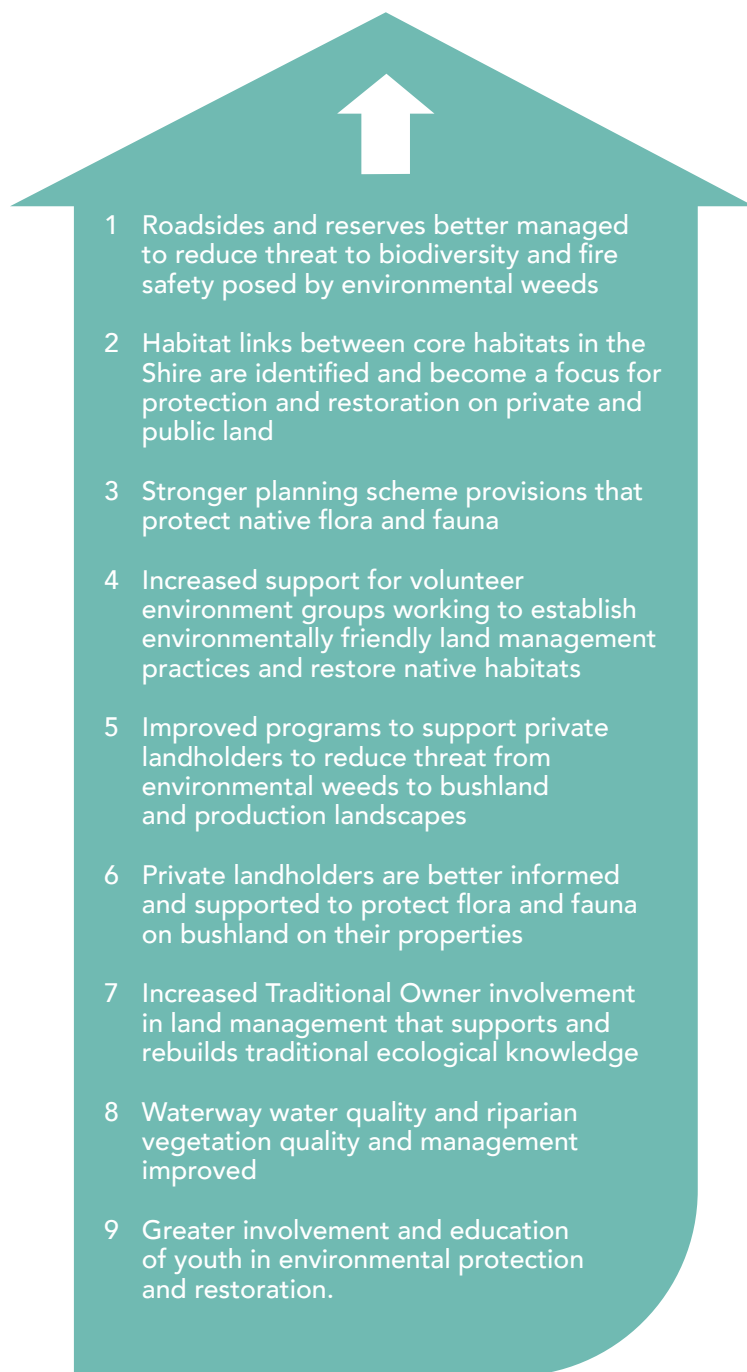 1 Roadsides and reserves better managed
to reduce threat to biodiversity and fire
safety posed by environmental weeds
2 Habitat links between core habitats in the
Shire are identified and become a focus for
protection and restoration on private and
public land
3 Stronger planning scheme provisions that
protect native flora and fauna
4 Increased support for volunteer
environment groups working to establish
environmentally friendly land management
practices and restore native habitats
5 Improved programs to support private
landholders to reduce threat from
environmental weeds to bushland
and production landscapes
6 Private landholders are better informed
and supported to protect flora and fauna
on bushland on their properties
7 Increased Traditional Owner involvement
in land management that supports and
rebuilds traditional ecological knowledge
8 Waterway water quality and riparian
vegetation quality and management
improved
9 Greater involvement and education
of youth in environmental protection
and restoration.